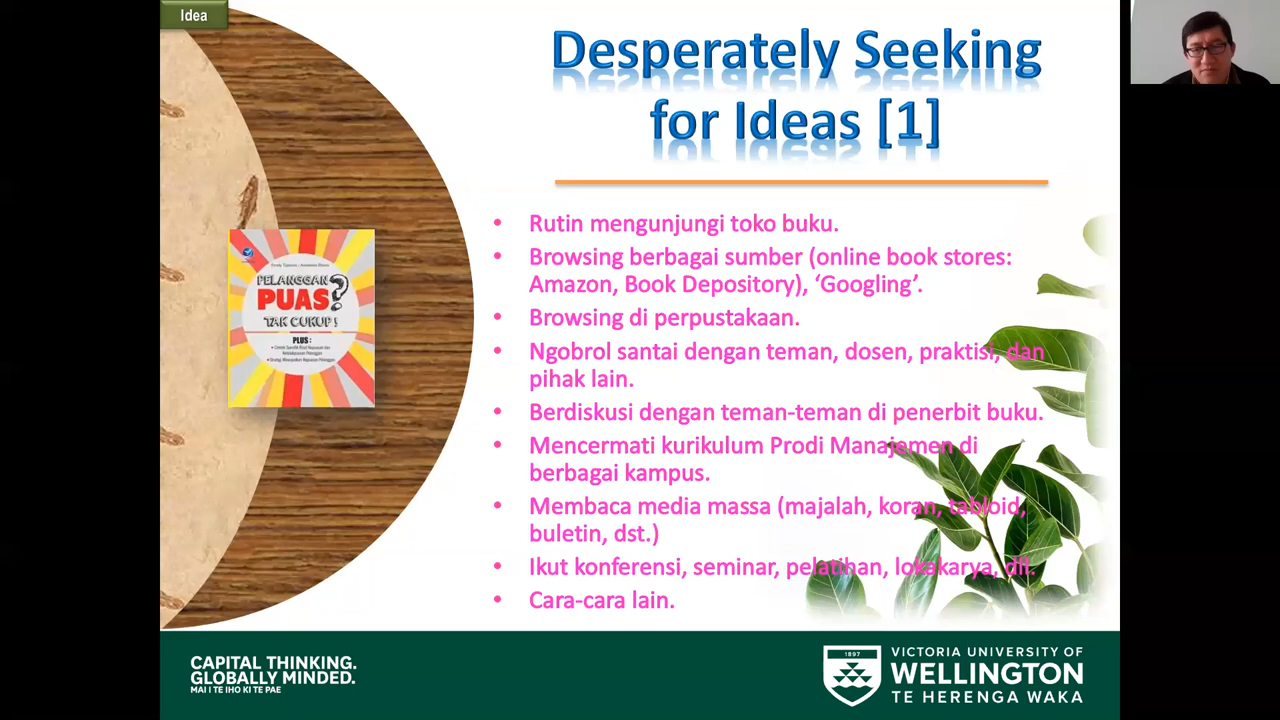 Idea
Desperately Seeking
for Ideas [1]
PELANGGAN
PUAS?
TAK CUKUP!
PLUS :
• Rutin mengunjungi toko buku.
• Browsing berbagai sumber (online book stores:
Amazon, Book Depository), ‘Googling’.
• Browsing di perpustakaan.
• Ngobrol santai dengan teman, dosen, praktisi, dan
pihak lain.
• Berdiskusi dengan teman-teman di penerbit buku.
• Mencermati kurikulum Prodi Manajemen di
berbagai kampus.
• Membaca media massa (majalah, koran, tabloid,
buletin, dst.)
• Ikut konferensi, seminar, pelatihan, lokakarya, dll.
• Cara-cara lain.
CAPITAL THINKING.
GLOBALLY MINDED.
MAI I TE IHO KI TE PAE
1897
VICTORIA UNIVERSITY OF
WELLINGTON
TE HERENGA WAKA